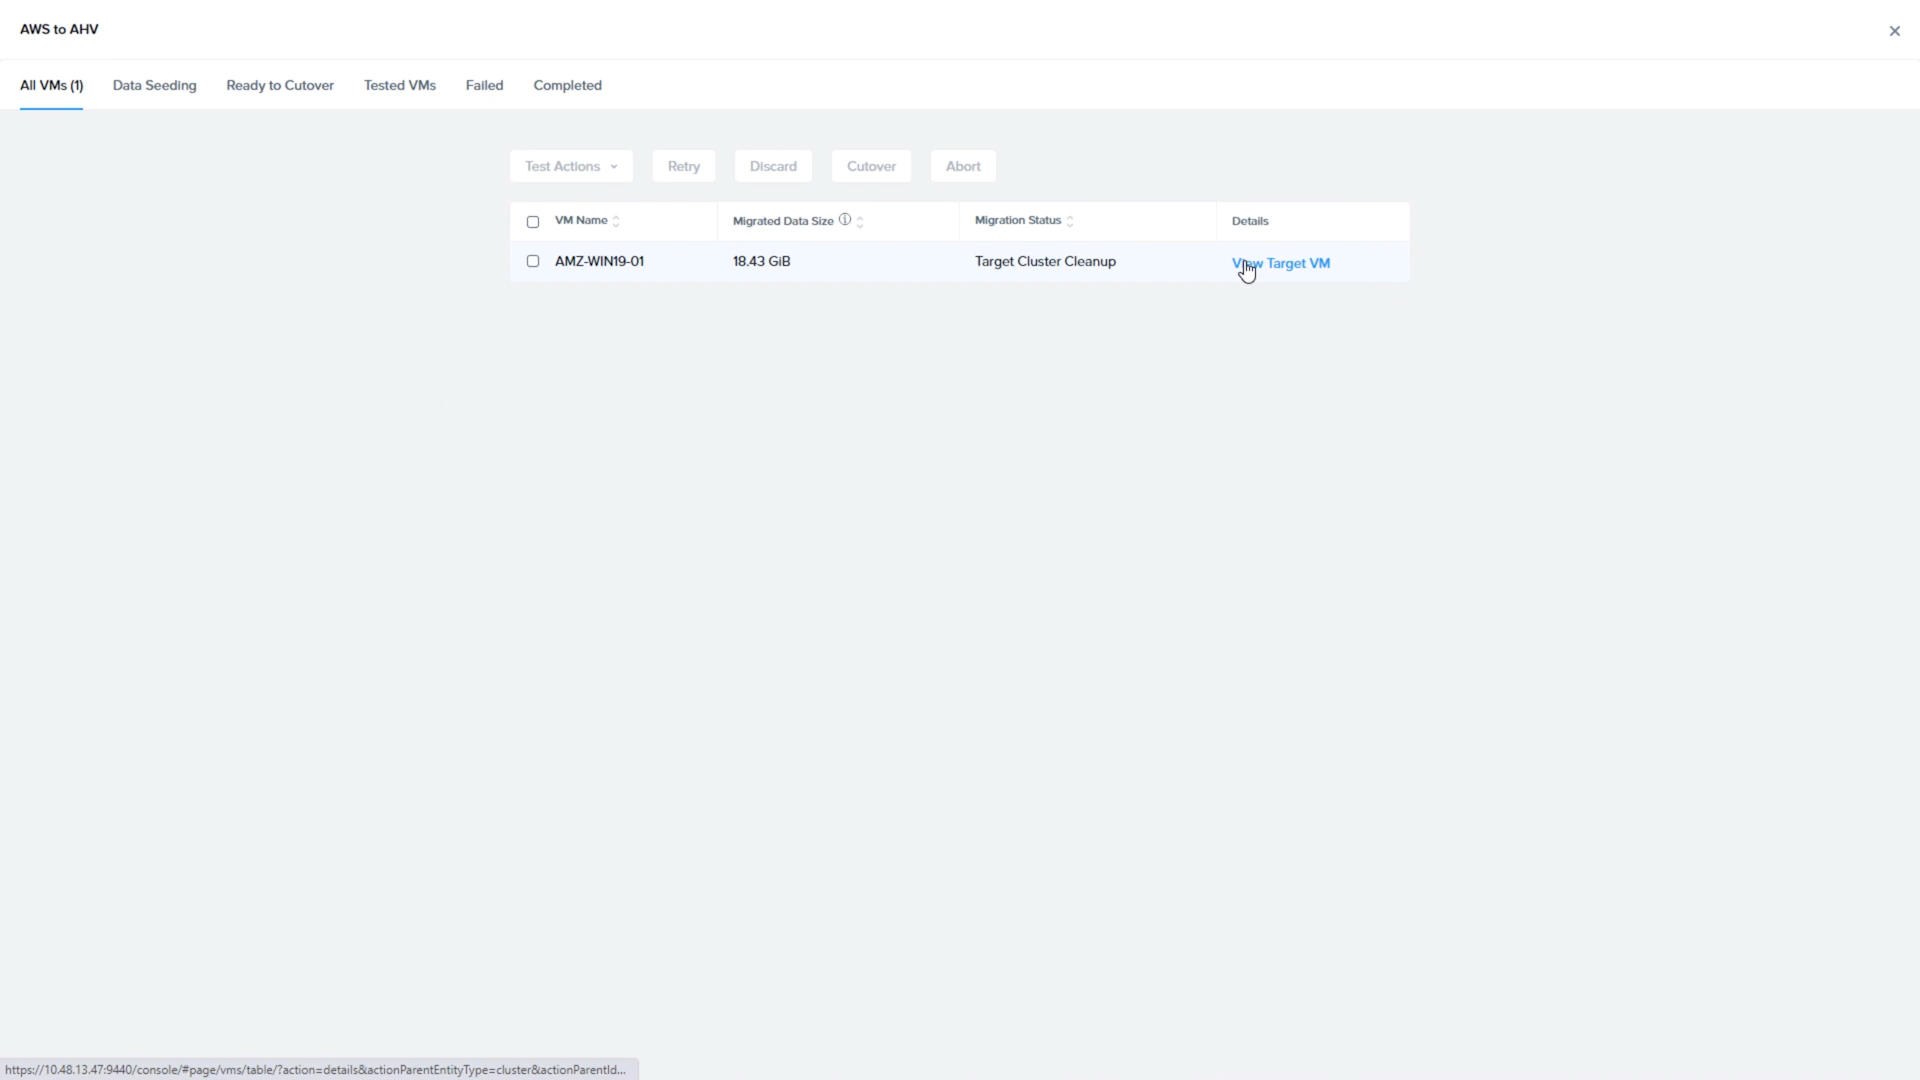 AWS to AHV
All VMs (1) Data Seeding Ready to Cutover Tested VMs Failed Completed
Test Actions Retry Discard Cutover Abort
VM Name Migrated Data Size Migration Status Details
AMZ-WIN19-01 18.43 GiB Target Cluster Cleanup View Target VM
https://10.48.13.47:9440/console/#page/vms/table/?action=details&actionParentEntityType=cluster&actionParentId...